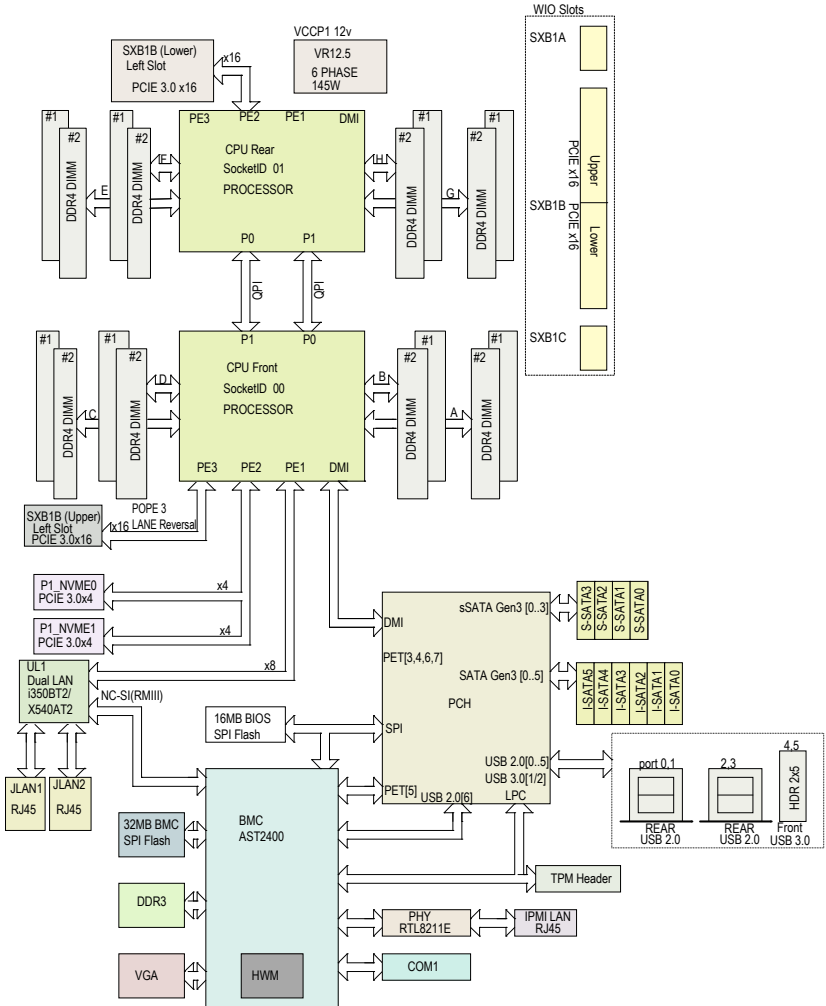 WIO Slots
SXB1A
Upper
PCIE x16
SXB1B
PCIE x16
Lower
SXB1C
SXB1B (Lower)
Left Slot
PCIE 3.0 x16
x16
VCCP1 12v
VR12.5
6 PHASE
145W
#1
#2
DDR4 DIMM
E
#1
#2
DDR4 DIMM
F
PE3
PE2
PE1
DMI
CPU Rear
SocketID 01
PROCESSOR
P0
P1
H
#1
#2
DDR4 DIMM
G
#1
#2
DDR4 DIMM
QPI
QPI
#1
#2
DDR4 DIMM
C
#1
#2
DDR4 DIMM
D
P1
P0
CPU Front
SocketID 00
PROCESSOR
PE3
PE2
PE1
DMI
B
#1
#2
DDR4 DIMM
A
#1
#2
DDR4 DIMM
SXB1B (Upper)
Left Slot
PCIE 3.0x16
x16
POPE 3
LANE Reversal
P1_NVME0
PCIE 3.0x4
x4
P1_NVME1
PCIE 3.0x4
x4
UL1
Dual LAN
i350BT2/
X540AT2
x8
NC-SI(RMIII)
JLAN1
RJ45
JLAN2
RJ45
16MB BIOS
SPI Flash
DMI
sSATA Gen3 [0..3]
PET[3,4,6,7]
SATA Gen3 [0..5]
PCH
SPI
USB 2.0[0..5]
USB 3.0[1/2]
PET[5]
USB 2.0[6]
LPC
S-SATA3
S-SATA2
S-SATA1
S-SATA0
I-SATA5
I-SATA4
I-SATA3
I-SATA2
I-SATA1
I-SATA0
port 0,1
REAR
USB 2.0
2,3
REAR
USB 2.0
4,5
HDR 2x5
Front
USB 3.0
32MB BMC
SPI Flash
BMC
AST2400
DDR3
VGA
HWM
TPM Header
PHY
RTL8211E
IPMI LAN
RJ45
COM1